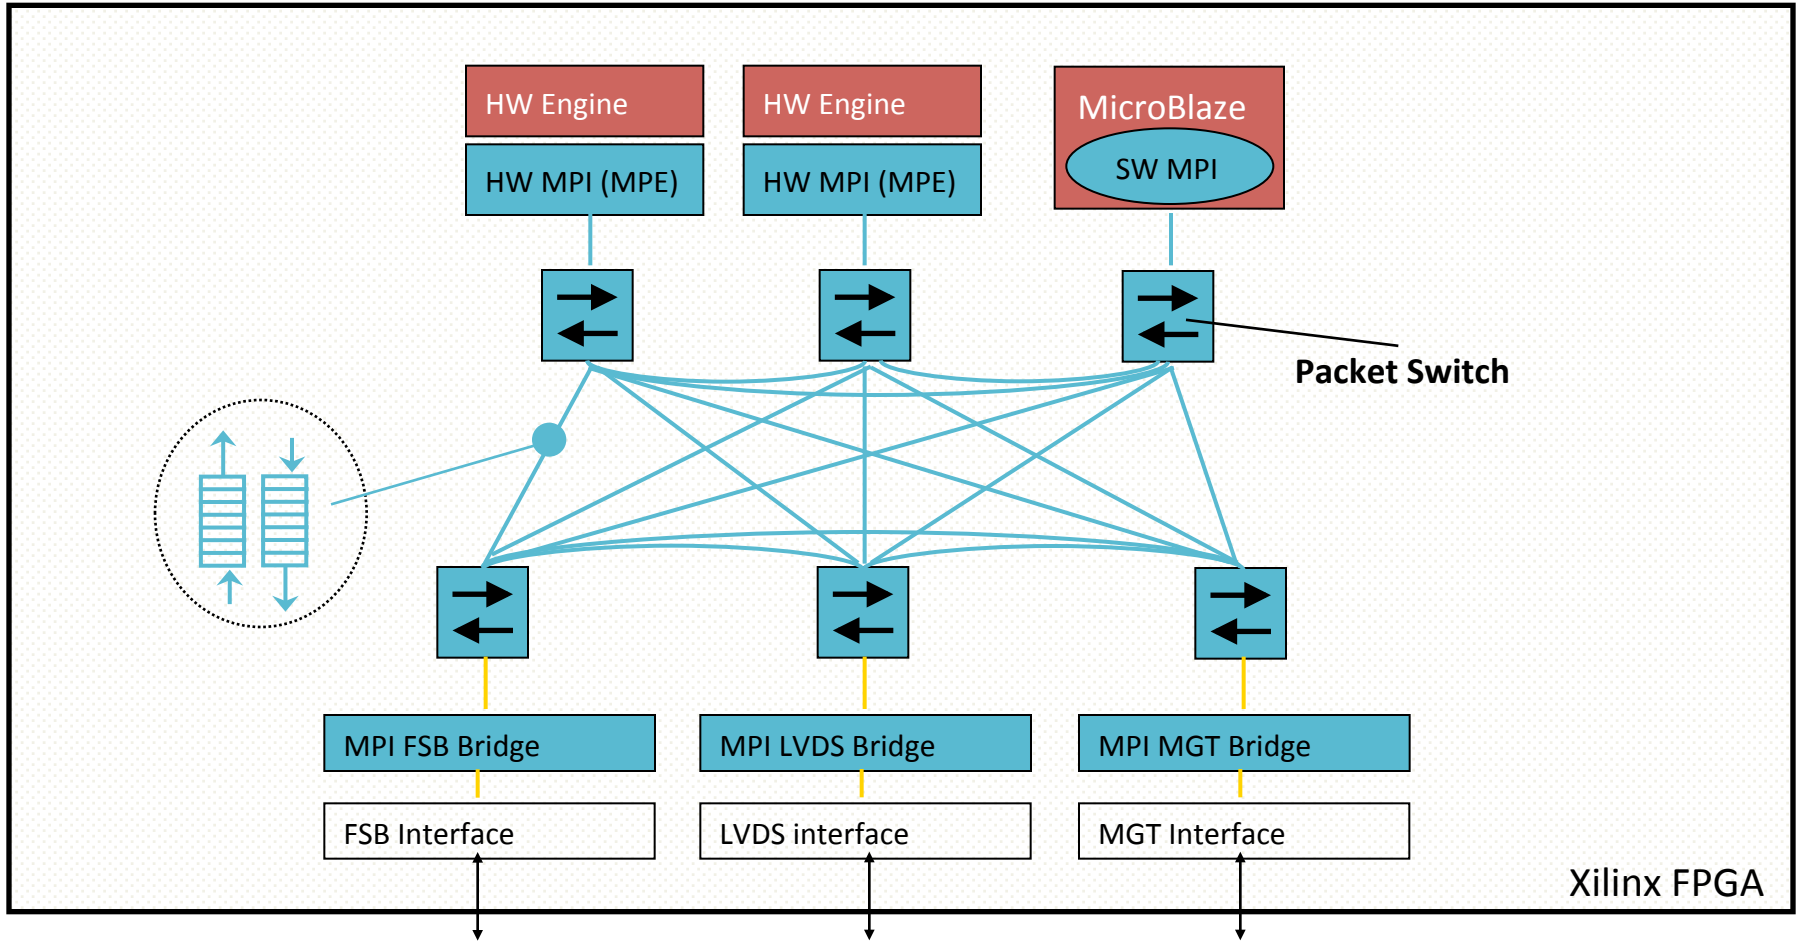 HW Engine
HW Engine
MicroBlaze
HW MPI (MPE)
HW MPI (MPE)
SW MPI
Packet Switch
MPI FSB Bridge
MPI LVDS Bridge
MPI MGT Bridge
FSB Interface
LVDS interface
MGT Interface
Xilinx FPGA